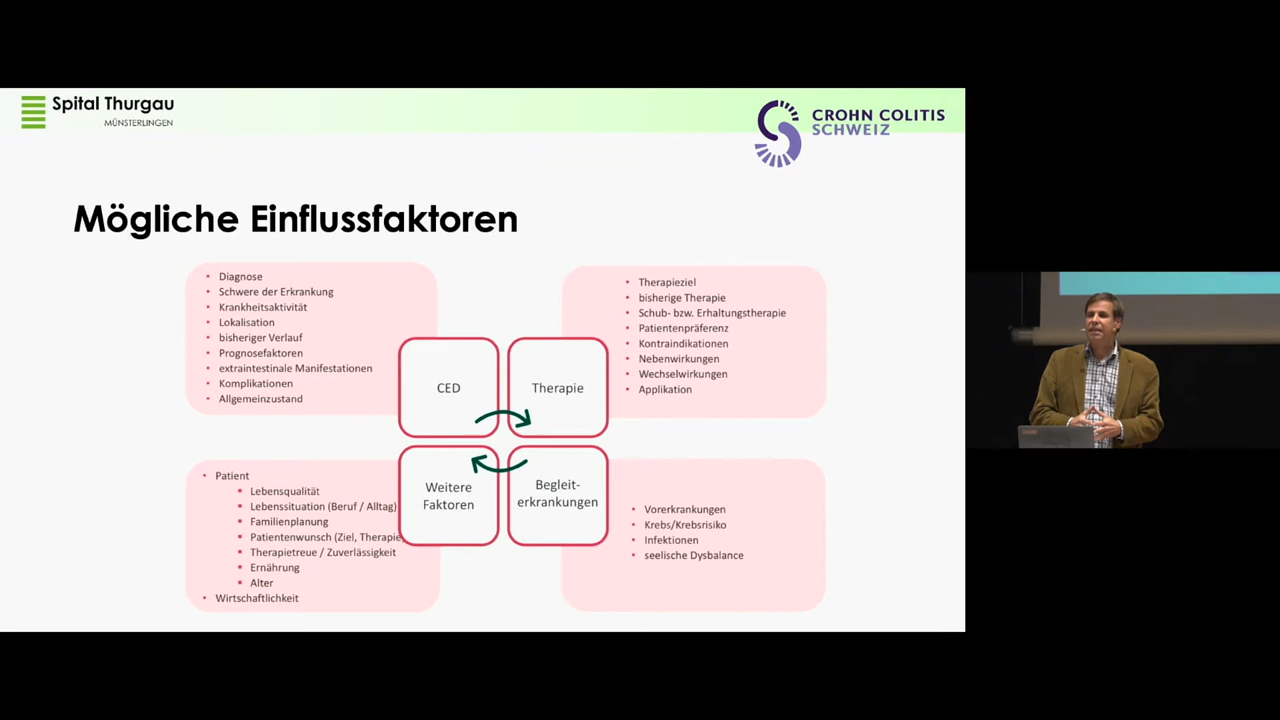 Spital Thurgau
MÜNSTERLINGEN
CROHN COLITIS
SCHWEIZ
Mögliche Einflussfaktoren
• Diagnose
• Schwere der Erkrankung
• Krankheitsaktivität
• Lokalisation
• bisheriger Verlauf
• Prognosefaktoren
• extraintestinale Manifestationen
• Komplikationen
• Allgemeinzustand
• Therapieziel
• bisherige Therapie
• Schub- bzw. Erhaltungstherapie
• Patientenpräferenz
• Kontraindikationen
• Nebenwirkungen
• Wechselwirkungen
• Applikation
CED
Therapie
Weitere
Faktoren
Begleit-
erkrankungen
• Patient
▪ Lebensqualität
▪ Lebenssituation (Beruf / Alltag)
▪ Familienplanung
▪ Patientenwunsch (Ziel, Therapie)
▪ Therapietreue / Zuverlässigkeit
▪ Ernährung
▪ Alter
• Wirtschaftlichkeit
• Vorerkrankungen
• Krebs/Krebsrisiko
• Infektionen
• seelische Dysbalance